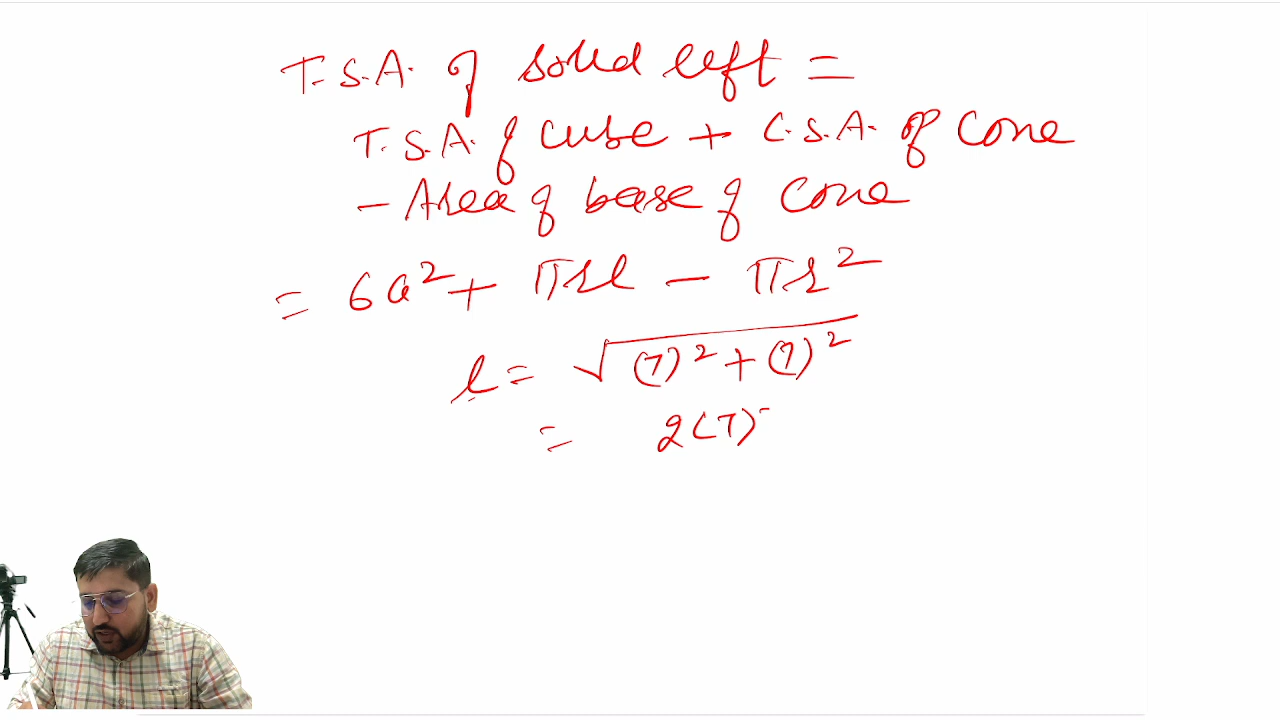 T.S.A. of solid left =
T.S.A. of cube + C.S.A. of cone
- Area of base of cone
= 6a² + πrl - πr²
l = √(7)² + (7)²
= 2(7)